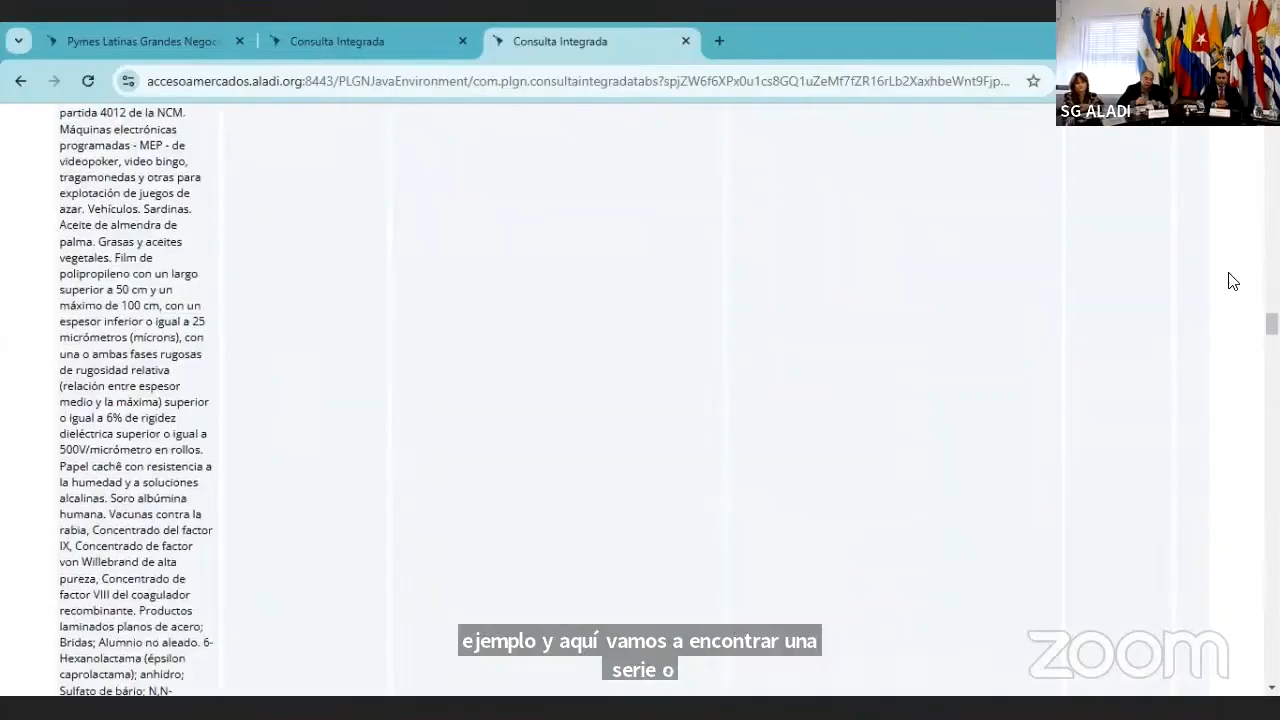 Pymes Latinas Grandes Negoc
Consulta Integrada
Consulta Integrada
accesoamercados.aladi.org:8443/PLGNJavaEnvironment/com.plgn.consultaintegradatabs?spjZW6f6XPx0u1cs8GQ1uZeMf7fZR16rLb2XaxhbeWnt9Fjp...
SG ALADI
partida 4012 de la NCM.
Máquinas electrónicas
programadas - MEP - de
videopoker, video bingo,
tragamonedas y otras para
explotación de juegos de
azar. Vehículos. Sardinas.
Aceite de almendra de
palma. Grasas y aceites
vegetales. Film de
polipropileno con un largo
superior a 50 cm y un
máximo de 100 cm, con un
espesor inferior o igual a 25
micrómetros (mícrons), con
una o ambas fases rugosas
de rugosidad relativa
(relación entre espesor
medio y la máxima) superior
o igual a 6% de rigidez
dieléctrica superior o igual a
500V/micrómetro en rollos.
Papel cachê con resistencia a
la humedad y a soluciones
alcalinas. Soro albúmina
humana. Vacunas contra la
rabia, Concentrado del factor
IX, Concentrado de factor
von Willebrand de alta
pureza, Concentrado de
factor VIII del coagulador
recombinante. Productos
laminados planos de acero;
Bridas; Alumnio no aleado. 6-
Hexanolactama (épsilon
caprolactama); anhidro;
Sulfato de bário; N,N-
ejemplo y aquí vamos a encontrar una
serie o
zoom